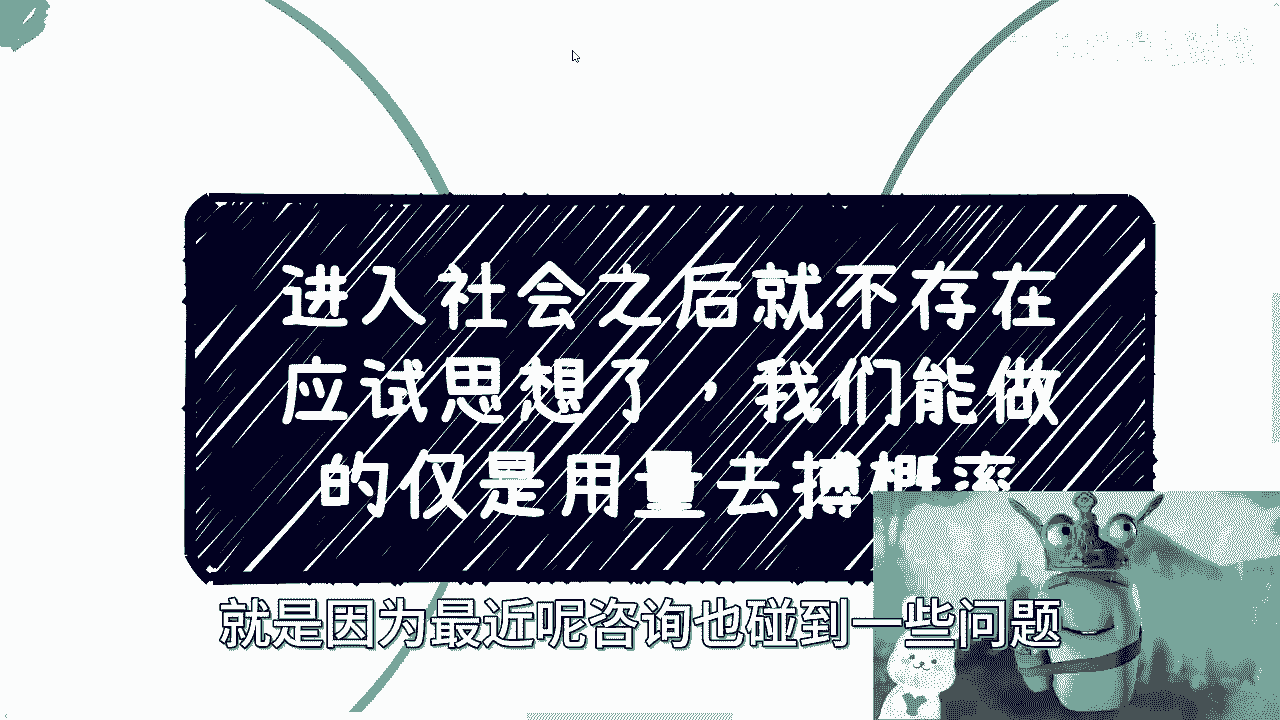 进入社会之后就不存在
应试思想了，我们能做
的仅是用量去搏概率
就是因为最近呢咨询也碰到一些问题